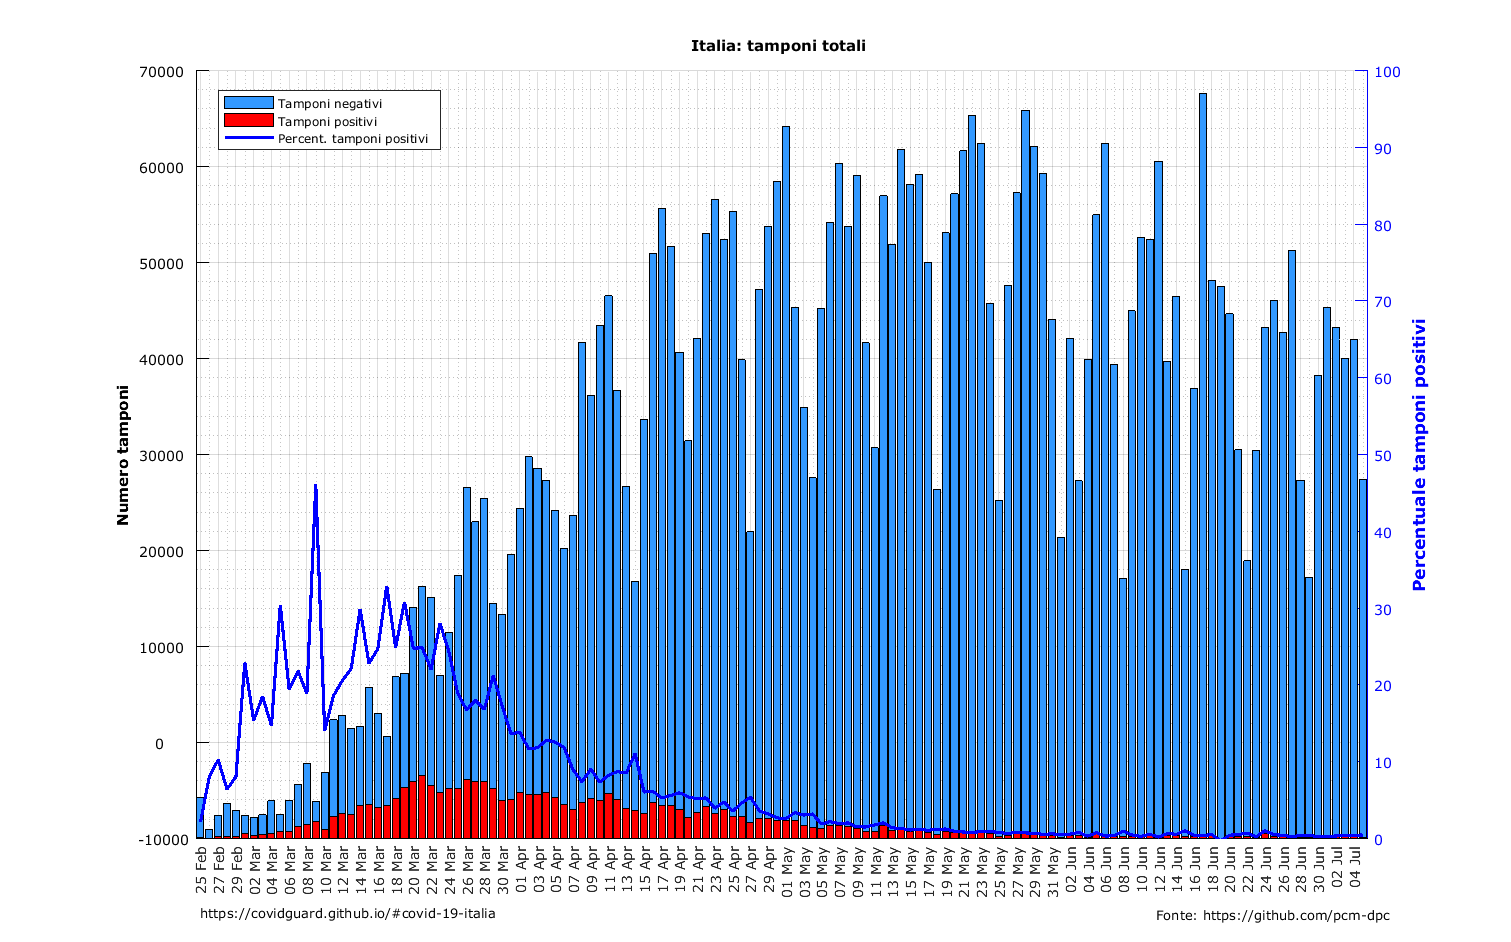 Italia: tamponi totali
Tamponi negativi
Tamponi positivi
Percent. tamponi positivi
Numero tamponi
70000
60000
50000
40000
30000
20000
10000
0
-10000
Percentuale tamponi positivi
100
90
80
70
60
50
40
30
20
10
0
25 Feb
27 Feb
29 Feb
02 Mar
04 Mar
06 Mar
08 Mar
10 Mar
12 Mar
14 Mar
16 Mar
18 Mar
20 Mar
22 Mar
24 Mar
26 Mar
28 Mar
30 Mar
01 Apr
03 Apr
05 Apr
07 Apr
09 Apr
11 Apr
13 Apr
15 Apr
17 Apr
19 Apr
21 Apr
23 Apr
25 Apr
27 Apr
29 Apr
01 May
03 May
05 May
07 May
09 May
11 May
13 May
15 May
17 May
19 May
21 May
23 May
25 May
27 May
29 May
31 May
02 Jun
04 Jun
06 Jun
08 Jun
10 Jun
12 Jun
14 Jun
16 Jun
18 Jun
20 Jun
22 Jun
24 Jun
26 Jun
28 Jun
30 Jun
02 Jul
04 Jul
https://covidguard.github.io/#covid-19-italia
Fonte: https://github.com/pcm-dpc